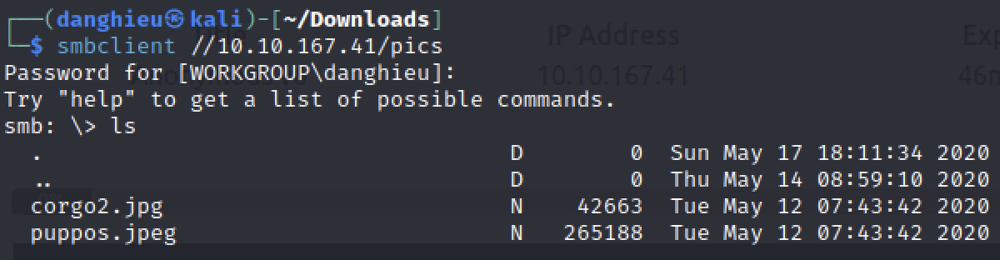 ┌──(danghieu㉿kali)-[~/Downloads]
└─$ smbclient //10.10.167.41/pics
Password for [WORKGROUP\danghieu]:
Try "help" to get a list of possible commands.
smb: \> ls
  .                                   D        0  Sun May 17 18:11:34 2020
  ..                                  D        0  Thu May 14 08:59:10 2020
  corgo2.jpg                          N    42663  Tue May 12 07:43:42 2020
  puppos.jpeg                         N   265188  Tue May 12 07:43:42 2020
IP Address
10.10.167.41